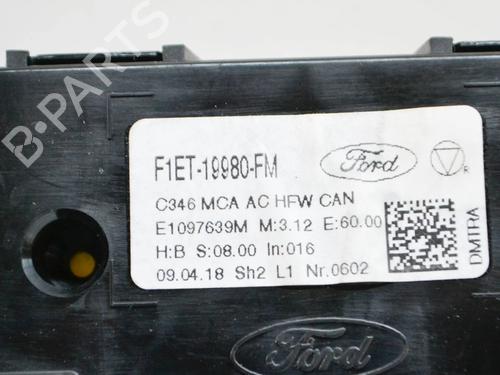 F1ET-19980-FM
Ford
R
C346 MCA AC HFW CAN
E1097639M M:3.12 E:60.00
H:B S:08.00 In:016
09.04.18 Sh2 L1 Nr.0602
DMTRA
Ford
B-PARTS